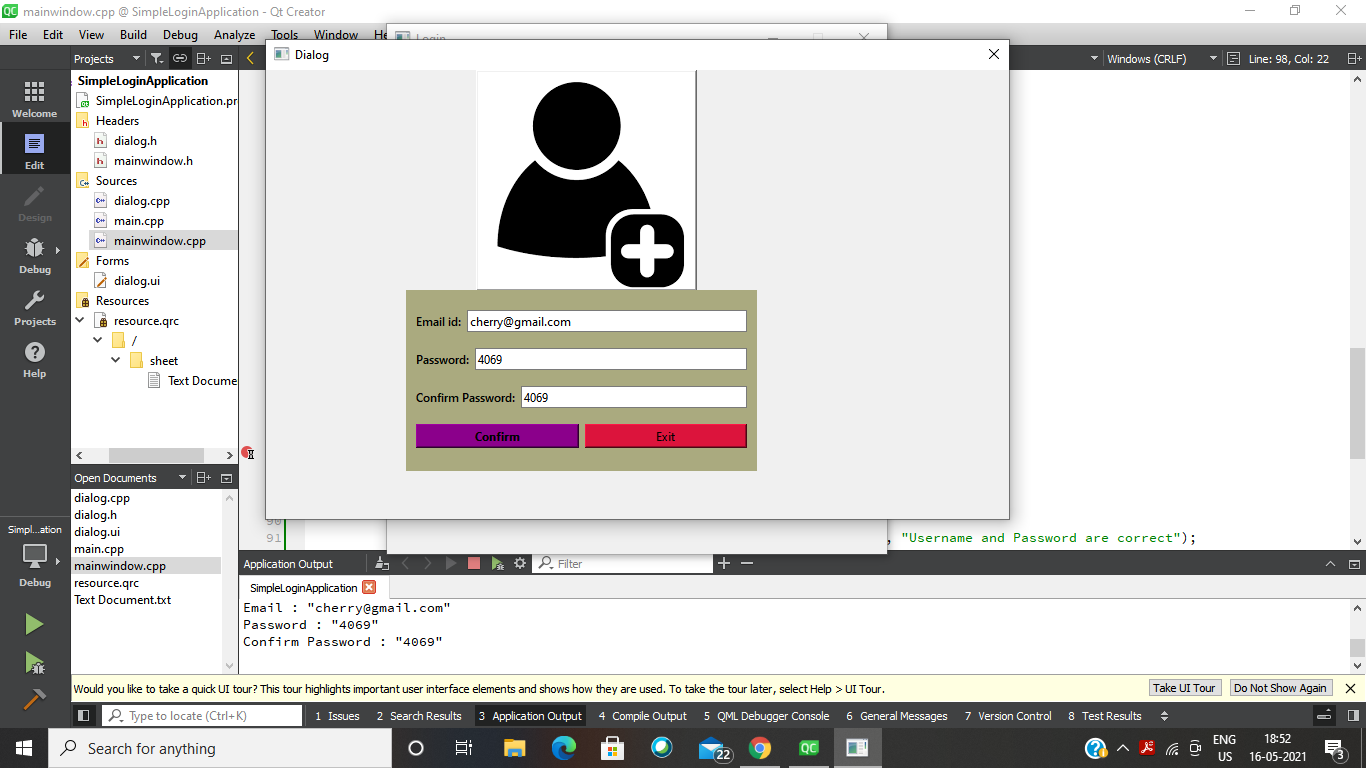 mainwindow.cpp @ SimpleLoginApplication - Qt Creator
File Edit View Build Debug Analyze Tools Window He
Login
Projects
Windows (CRLF)
Line: 98, Col: 22
Dialog
Welcome
Edit
Design
Debug
Projects
Help
SimpleLoginApplication
SimpleLoginApplication.pr
Headers
dialog.h
mainwindow.h
Sources
dialog.cpp
main.cpp
mainwindow.cpp
Forms
dialog.ui
Resources
resource.qrc
/
sheet
Text Docume
Email id: cherry@gmail.com
Password: 4069
Confirm Password: 4069
Confirm Exit
Open Documents
dialog.cpp
dialog.h
dialog.ui
main.cpp
mainwindow.cpp
resource.qrc
Text Document.txt
Simpl...ation
Debug
90
91 , "Username and Password are correct");
Application Output
Filter
SimpleLoginApplication
Email : "cherry@gmail.com"
Password : "4069"
Confirm Password : "4069"
Would you like to take a quick UI tour? This tour highlights important user interface elements and shows how they are used. To take the tour later, select Help > UI Tour.
Take UI Tour
Do Not Show Again
Type to locate (Ctrl+K)
1 Issues 2 Search Results 3 Application Output 4 Compile Output 5 QML Debugger Console 6 General Messages 7 Version Control 8 Test Results
Search for anything
22
ENG
US
18:52
16-05-2021
3